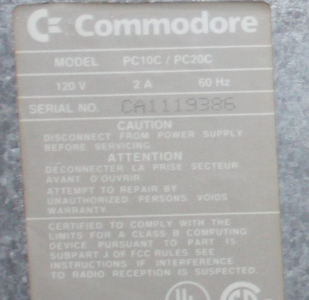 Commodore
MODEL PC10C / PC20C
120 V 2 A 60 Hz
SERIAL NO. CA1119386
CAUTION
DISCONNECT FROM POWER SUPPLY
BEFORE SERVICING
ATTENTION
DÉCONNECTER LA PRISE SECTEUR
AVANT D'OUVRIR
ATTEMPT TO REPAIR BY
UNAUTHORIZED PERSONS VOIDS
WARRANTY
CERTIFIED TO COMPLY WITH THE
LIMITS FOR A CLASS B COMPUTING
DEVICE PURSUANT TO PART 15
SUBPART J OF FCC RULES SEE
INSTRUCTIONS IF INTERFERENCE
TO RADIO RECEPTION IS SUSPECTED.
UL